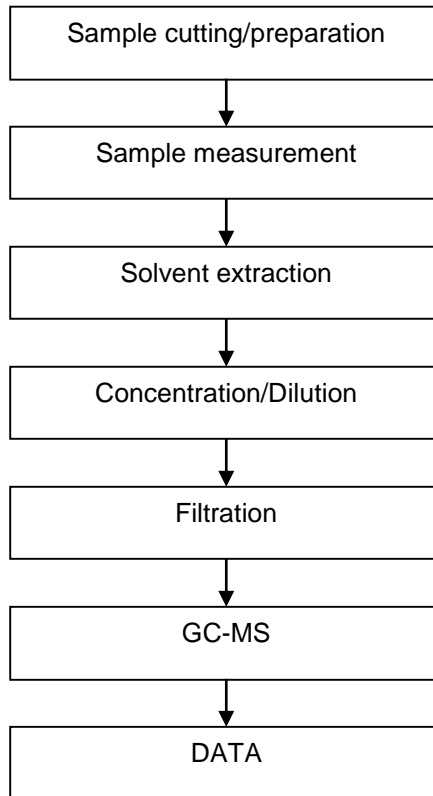 Sample cutting/preparation
Sample measurement
Solvent extraction
Concentration/Dilution
Filtration
GC-MS
DATA